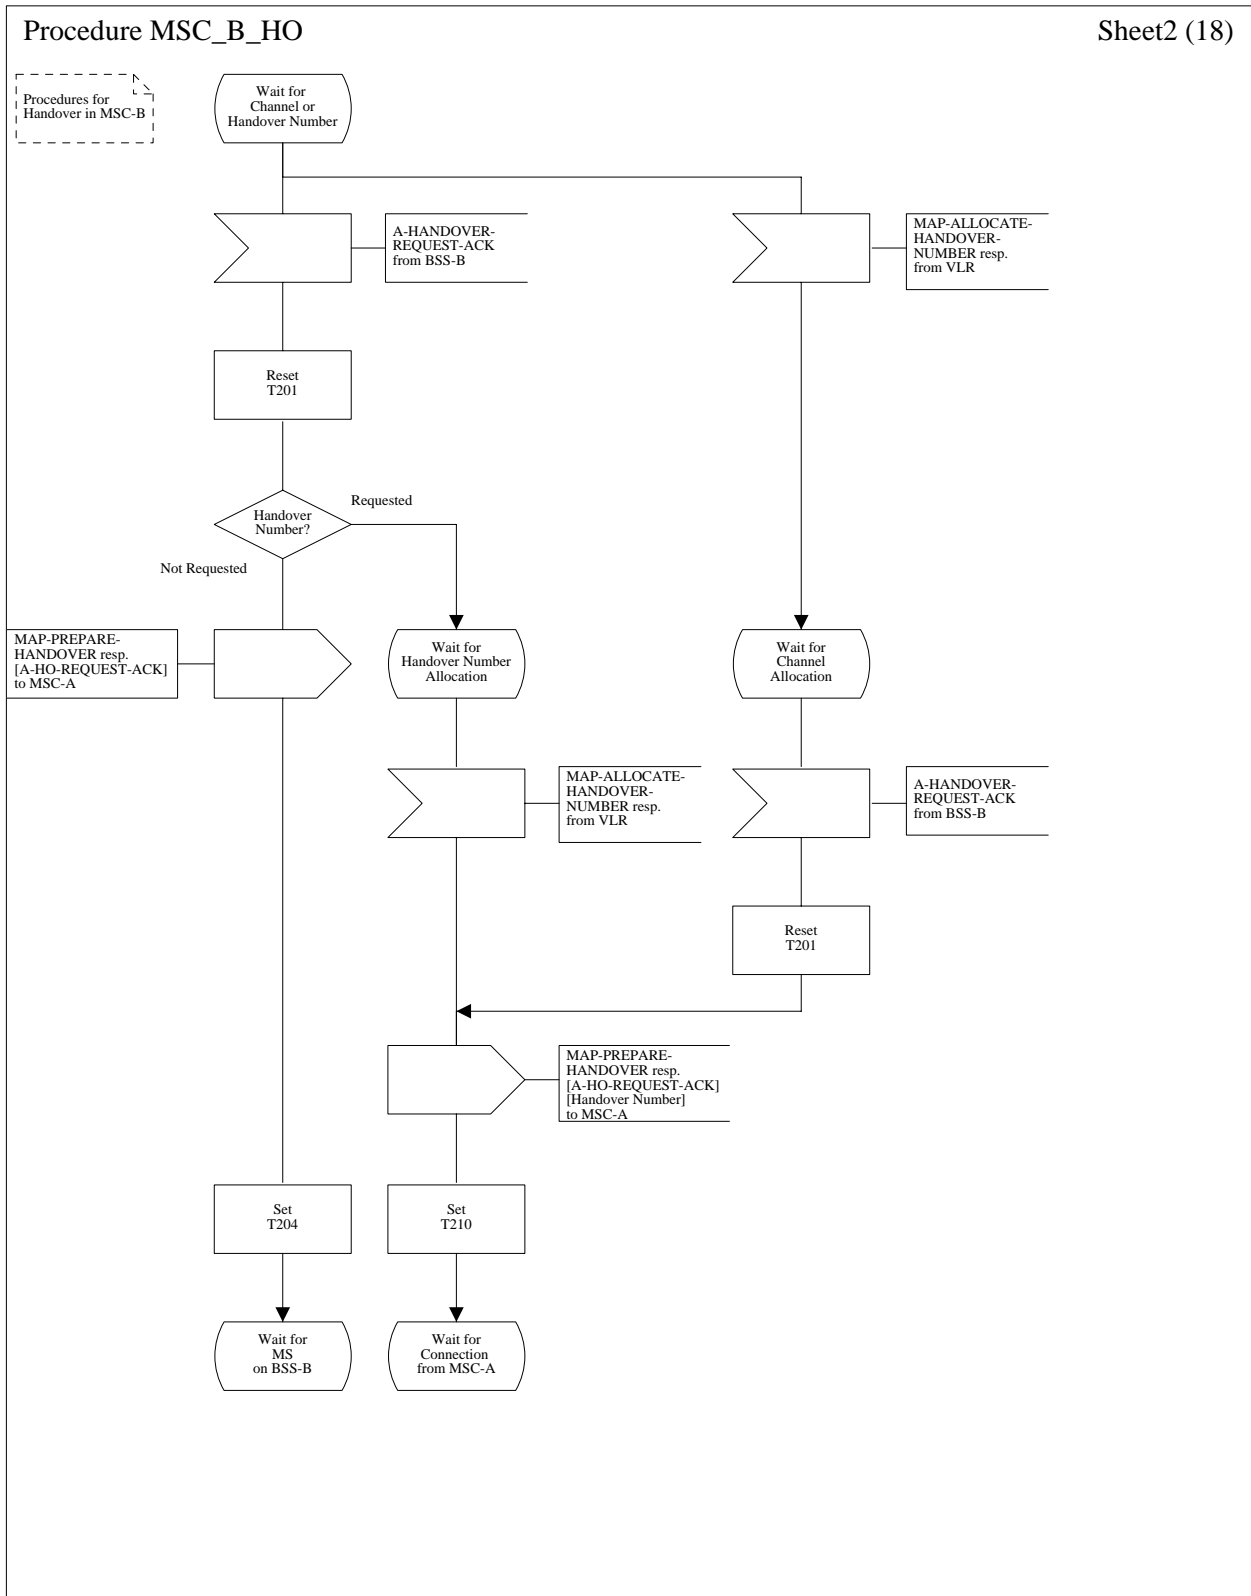 Procedure MSC_B_HO
Sheet2 (18)
Procedures for
Handover in MSC-B
Wait for
Channel or
Handover Number
A-HANDOVER-
REQUEST-ACK
from BSS-B
MAP-ALLOCATE-
HANDOVER-
NUMBER resp.
from VLR
Reset
T201
Handover
Number?
Requested
Not Requested
MAP-PREPARE-
HANDOVER resp.
[A-HO-REQUEST-ACK]
to MSC-A
Wait for
Handover Number
Allocation
Wait for
Channel
Allocation
MAP-ALLOCATE-
HANDOVER-
NUMBER resp.
from VLR
A-HANDOVER-
REQUEST-ACK
from BSS-B
Reset
T201
MAP-PREPARE-
HANDOVER resp.
[A-HO-REQUEST-ACK]
[Handover Number]
to MSC-A
Set
T204
Set
T210
Wait for
MS
on BSS-B
Wait for
Connection
from MSC-A